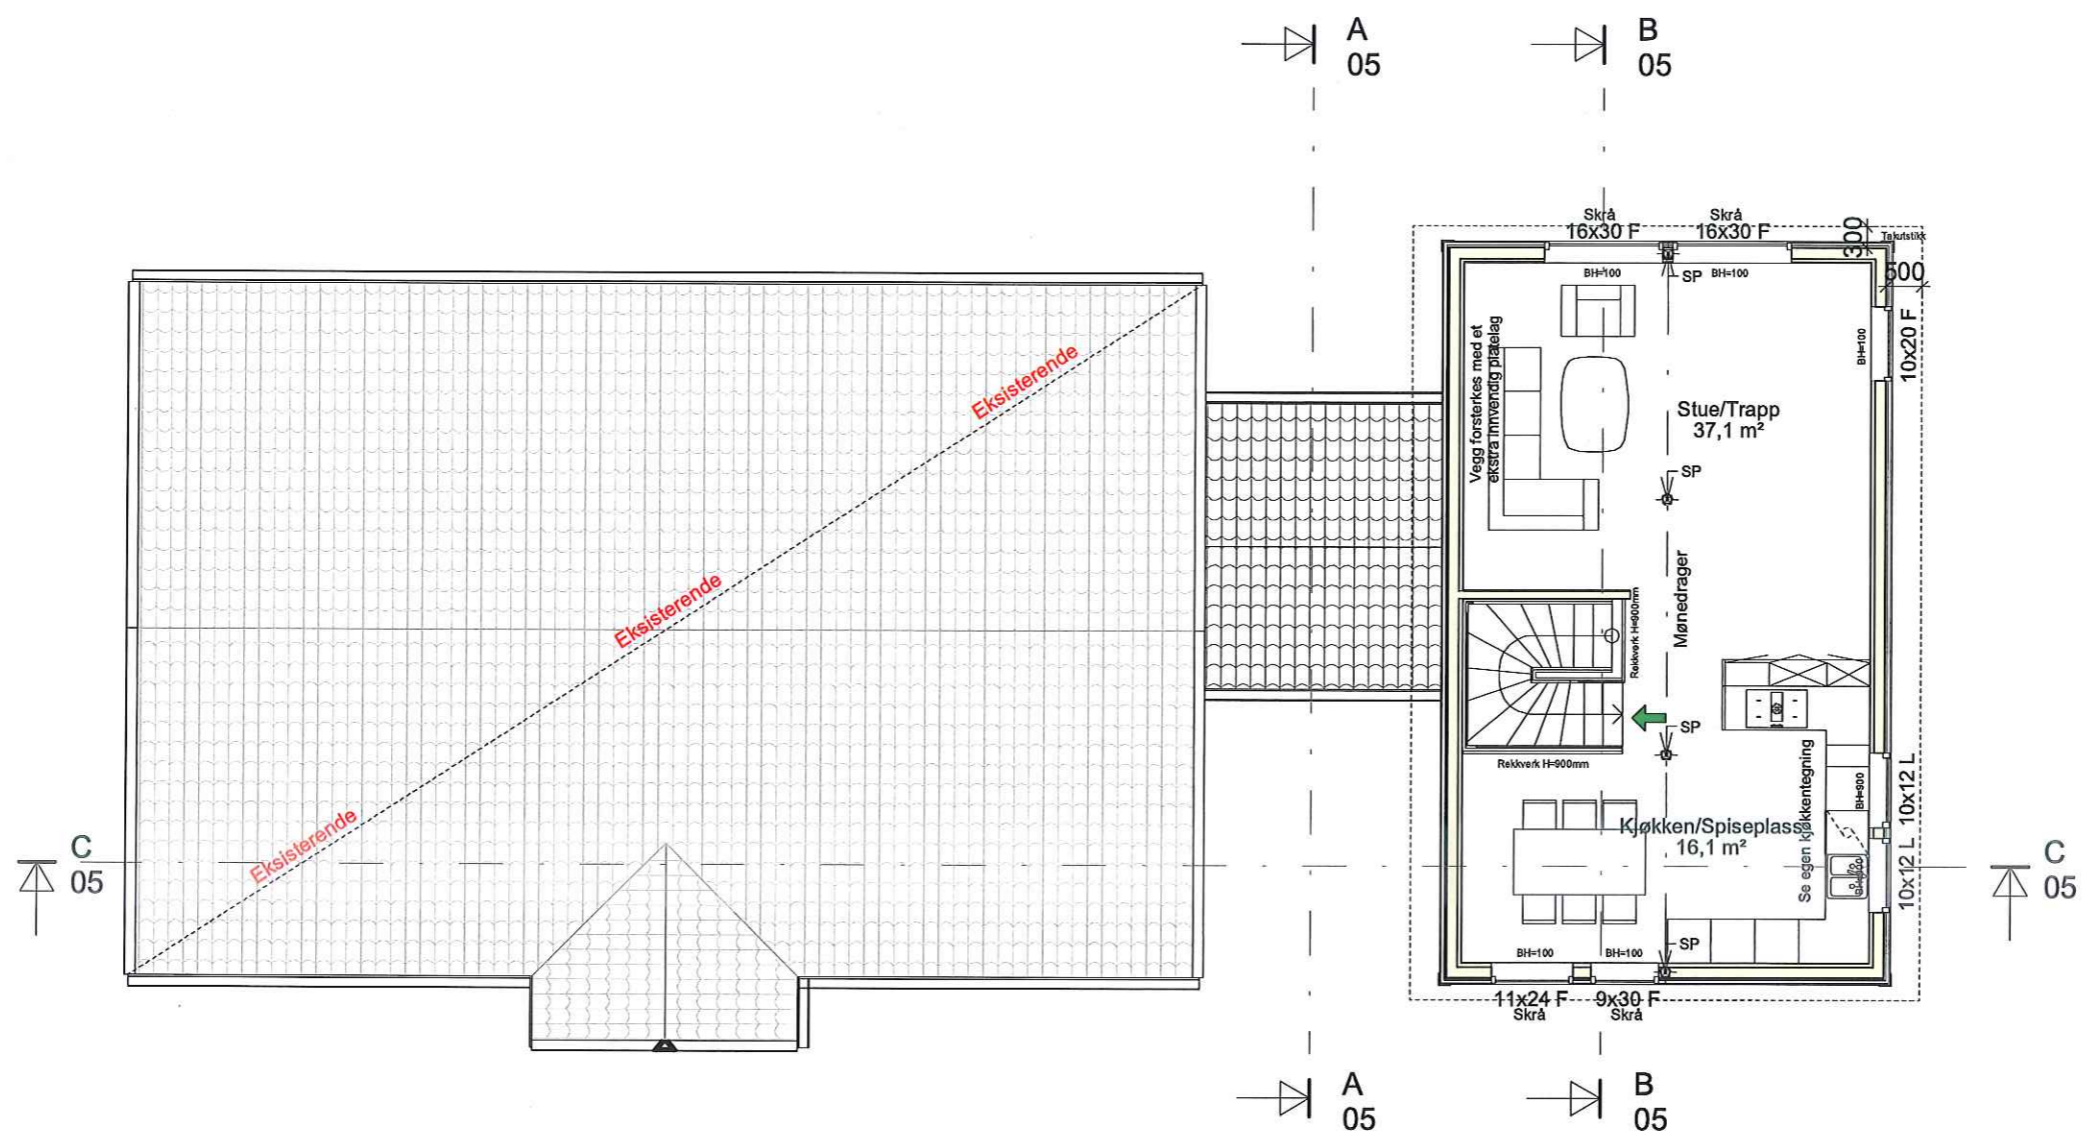 A
05
B
05
Skrå
16x30 F
Skrå
16x30 F
300
Takutstikk
500
BH=100
SP
BH=100
10x20 F
BH=100
Vegg forsterkes med et
ekstra innvendig platelag
Eksisterende
Stue/Trapp
37,1 m²
SP
Eksisterende
Mønedrager
Rekkverk H=900mm
SP
Rekkverk H=900mm
Eksisterende
Kjøkken/Spiseplass
16,1 m²
Se egen kjøkkentegning
BH=900
10x12 L
BH=900
10x12 L
C
05
C
05
SP
BH=100
BH=100
11x24 F
Skrå
9x30 F
Skrå
A
05
B
05